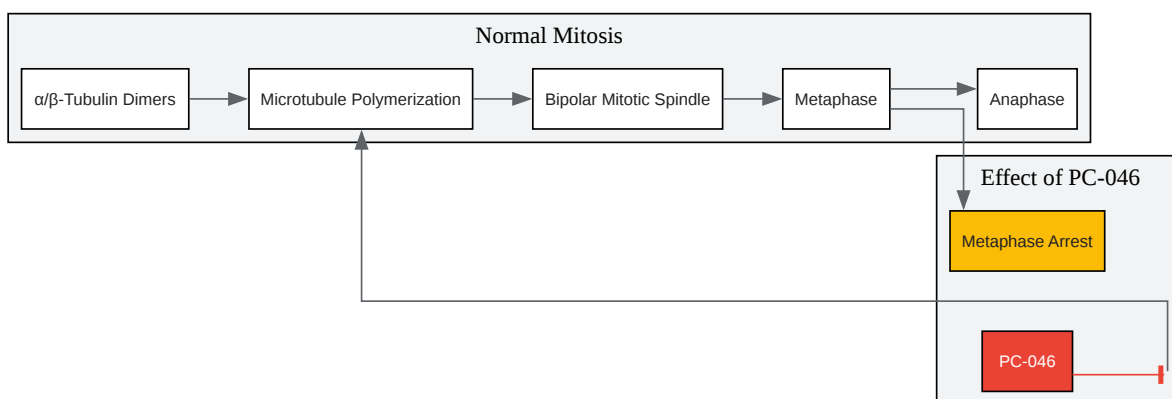 Normal Mitosis
α/β-Tubulin Dimers
Microtubule Polymerization
Bipolar Mitotic Spindle
Metaphase
Anaphase
Effect of PC-046
Metaphase Arrest
PC-046